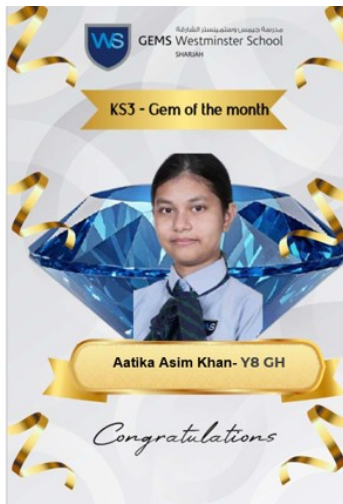 مدرسة جيمس ويستمينستر الشارقة
WS
GEMS Westminster School
SHARJAH
KS3 - Gem of the month
Aatika Asim Khan- Y8 GH
Congratulations